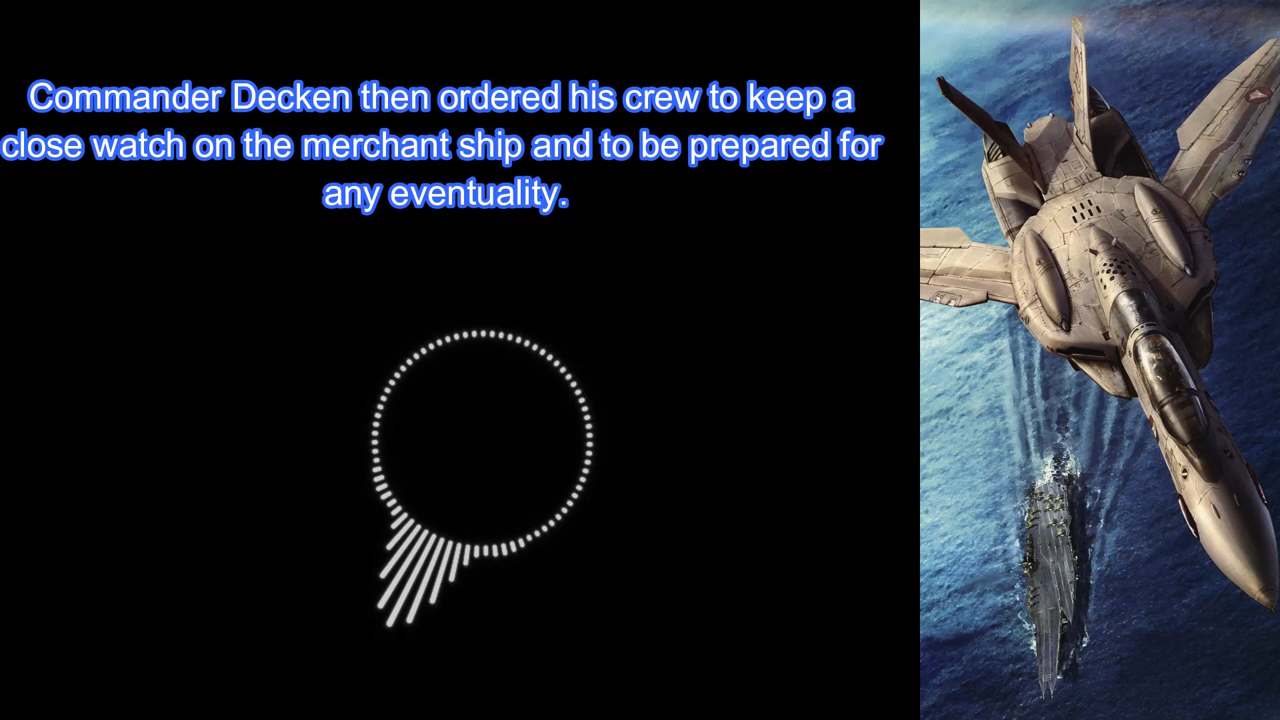 Commander Decken then ordered his crew to keep a
close watch on the merchant ship and to be prepared for
any eventuality.